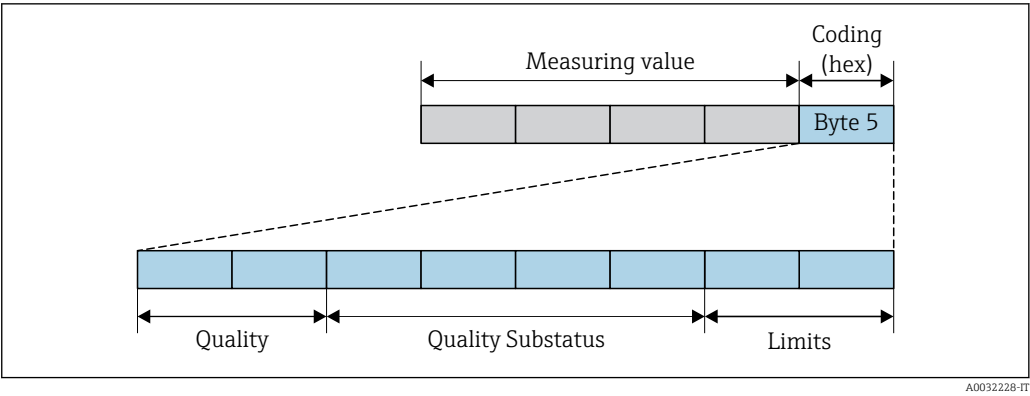 Coding
(hex)
Measuring value
Byte 5
Quality
Quality Substatus
Limits
A0032228-IT